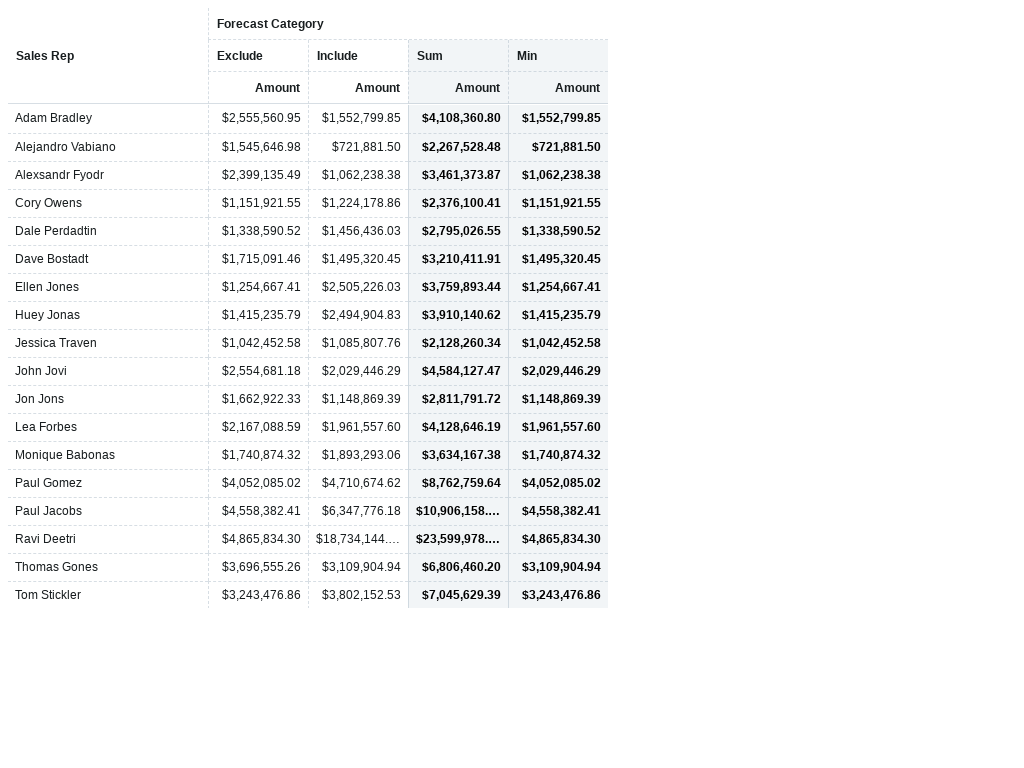 Forecast Category
Sales Rep Exclude Include Sum Min
Amount Amount Amount Amount
Adam Bradley $2,555,560.95 $1,552,799.85 $4,108,360.80 $1,552,799.85
Alejandro Vabiano $1,545,646.98 $721,881.50 $2,267,528.48 $721,881.50
Alexsandr Fyodr $2,399,135.49 $1,062,238.38 $3,461,373.87 $1,062,238.38
Cory Owens $1,151,921.55 $1,224,178.86 $2,376,100.41 $1,151,921.55
Dale Perdadtin $1,338,590.52 $1,456,436.03 $2,795,026.55 $1,338,590.52
Dave Bostadt $1,715,091.46 $1,495,320.45 $3,210,411.91 $1,495,320.45
Ellen Jones $1,254,667.41 $2,505,226.03 $3,759,893.44 $1,254,667.41
Huey Jonas $1,415,235.79 $2,494,904.83 $3,910,140.62 $1,415,235.79
Jessica Traven $1,042,452.58 $1,085,807.76 $2,128,260.34 $1,042,452.58
John Jovi $2,554,681.18 $2,029,446.29 $4,584,127.47 $2,029,446.29
Jon Jons $1,662,922.33 $1,148,869.39 $2,811,791.72 $1,148,869.39
Lea Forbes $2,167,088.59 $1,961,557.60 $4,128,646.19 $1,961,557.60
Monique Babonas $1,740,874.32 $1,893,293.06 $3,634,167.38 $1,740,874.32
Paul Gomez $4,052,085.02 $4,710,674.62 $8,762,759.64 $4,052,085.02
Paul Jacobs $4,558,382.41 $6,347,776.18 $10,906,158.… $4,558,382.41
Ravi Deetri $4,865,834.30 $18,734,144.… $23,599,978.… $4,865,834.30
Thomas Gones $3,696,555.26 $3,109,904.94 $6,806,460.20 $3,109,904.94
Tom Stickler $3,243,476.86 $3,802,152.53 $7,045,629.39 $3,243,476.86